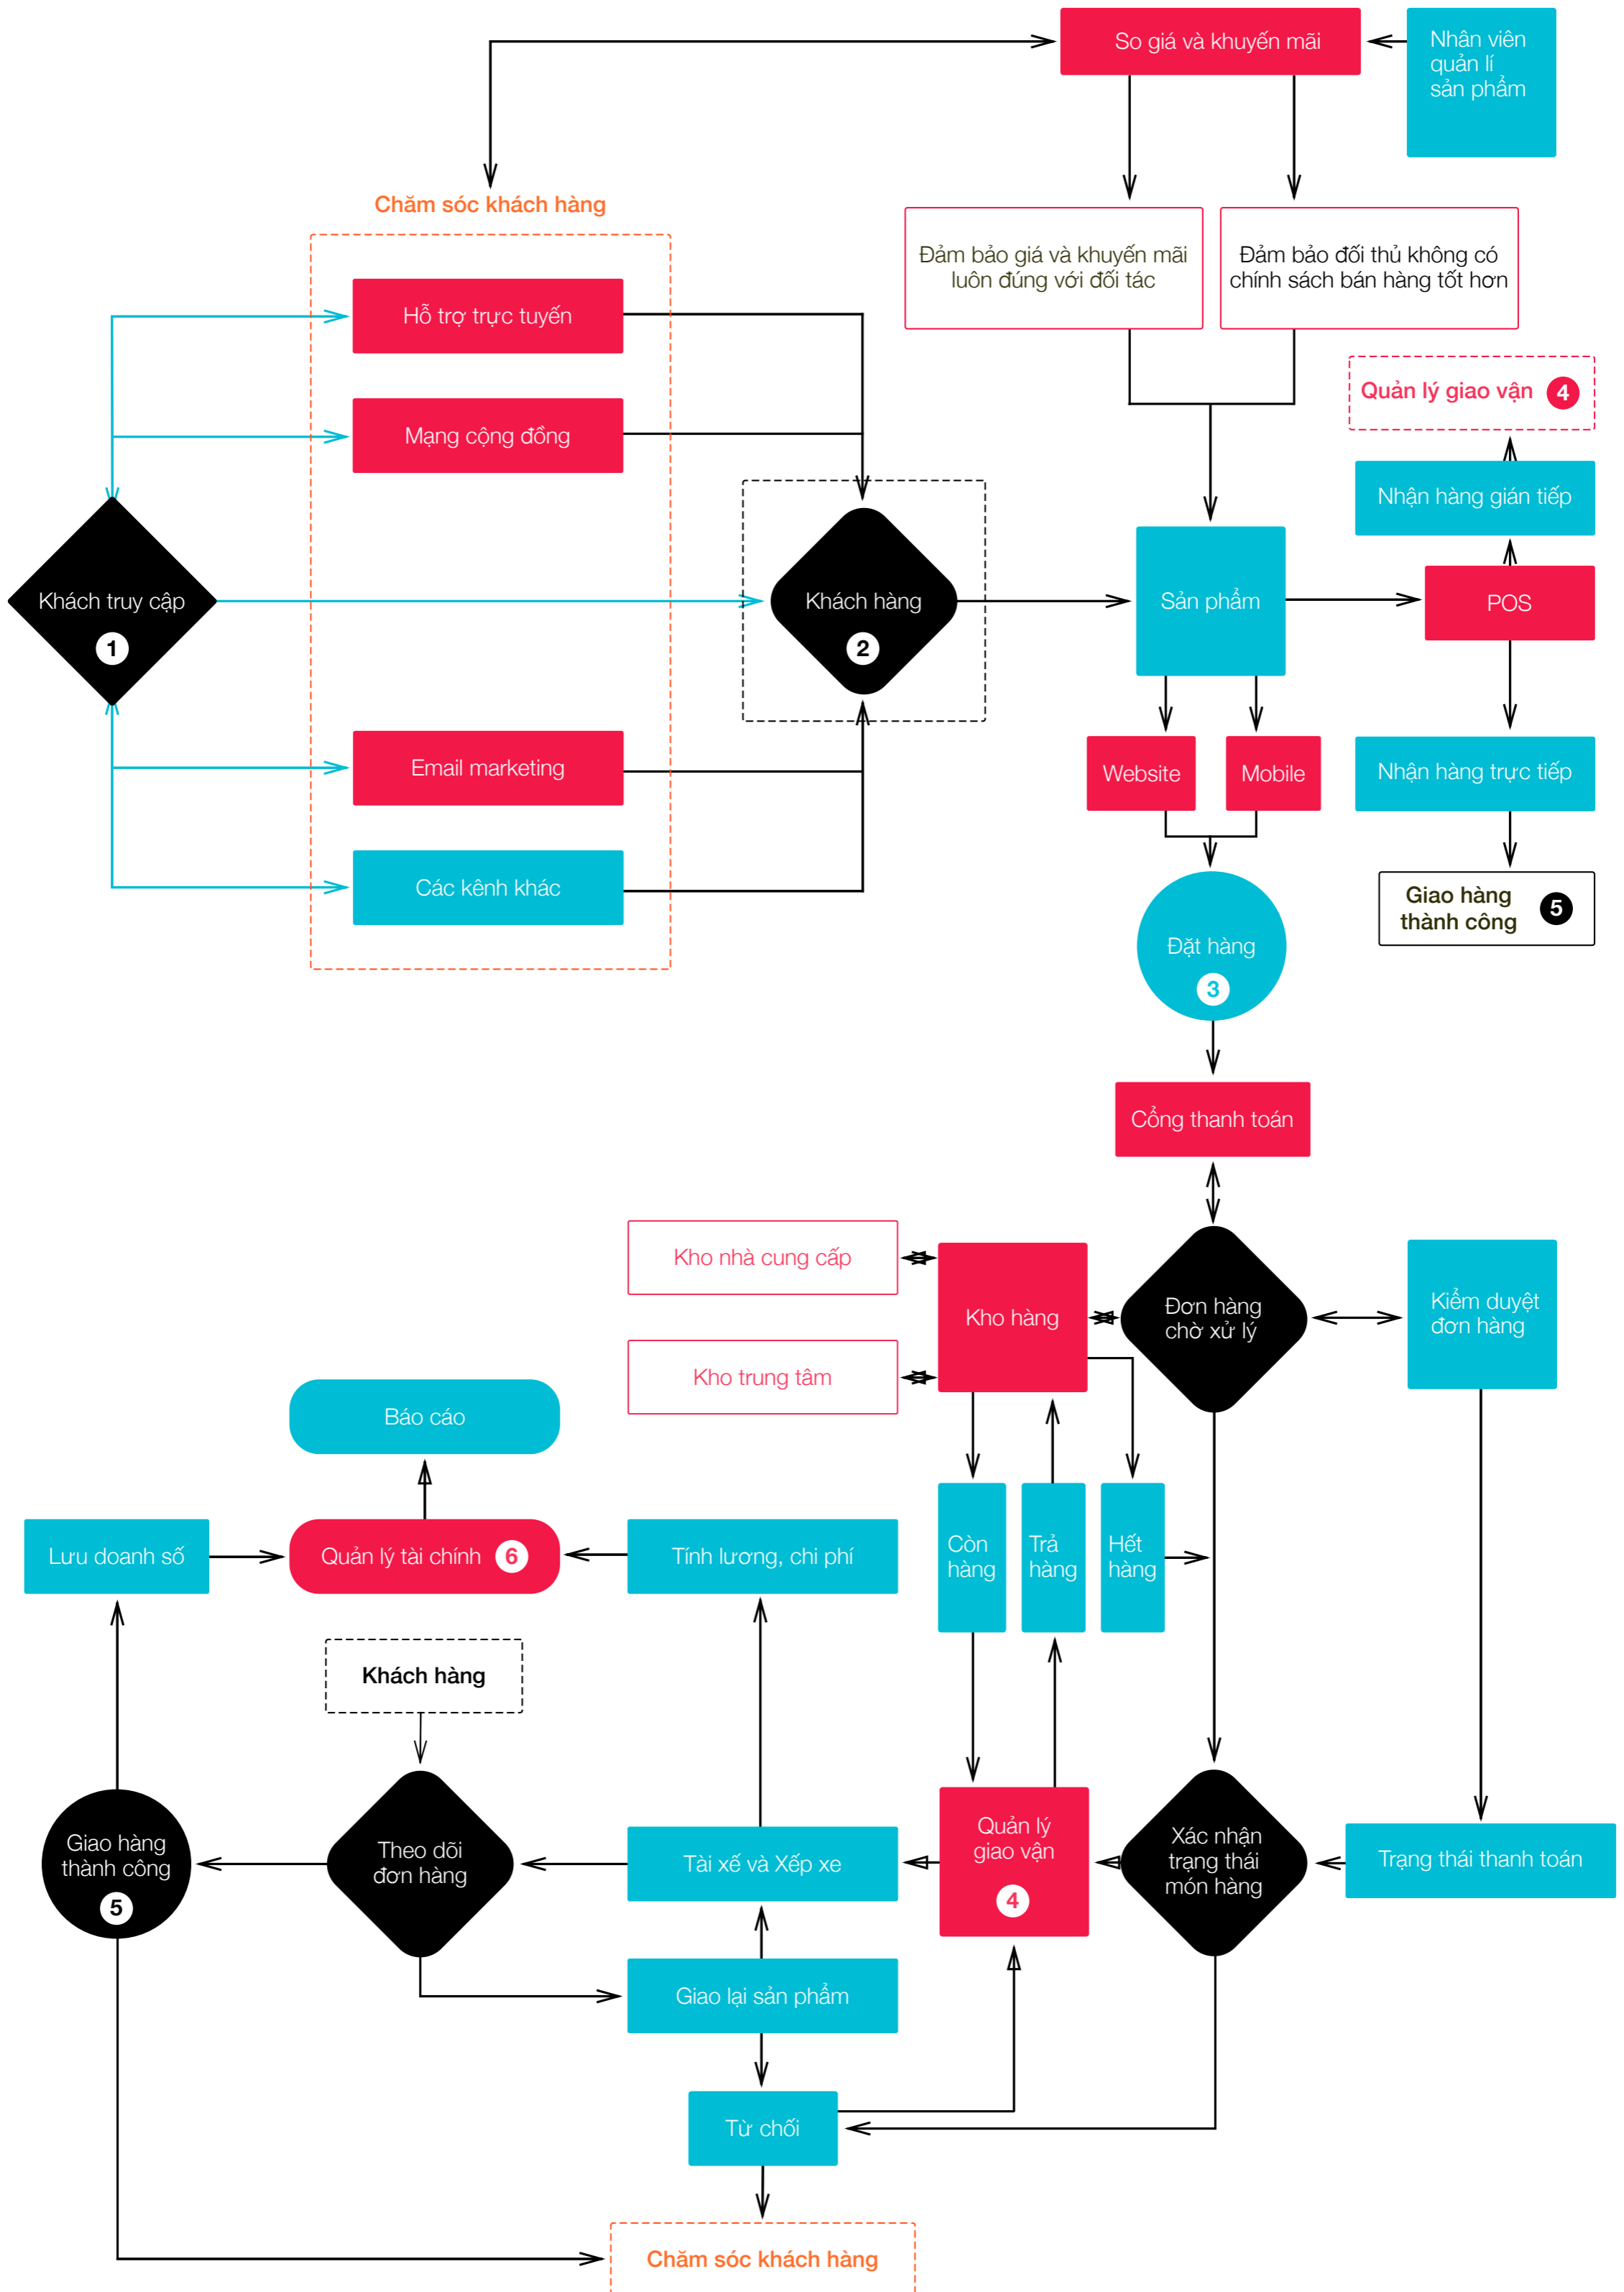 So giá và khuyến mãi
Nhân viên
quản lí
sản phẩm
Chăm sóc khách hàng
Đảm bảo giá và khuyến mãi
luôn đúng với đối tác
Đảm bảo đối thủ không có
chính sách bán hàng tốt hơn
Hỗ trợ trực tuyến
Mạng cộng đồng
Quản lý giao vận 4
Nhận hàng gián tiếp
Khách truy cập
1
Khách hàng
2
Sản phẩm
POS
Email marketing
Website
Mobile
Nhận hàng trực tiếp
Các kênh khác
Giao hàng
thành công
5
Đặt hàng
3
Cổng thanh toán
Kho nhà cung cấp
Kho hàng
Đơn hàng
chờ xử lý
Kiểm duyệt
đơn hàng
Kho trung tâm
Báo cáo
Lưu doanh số
Quản lý tài chính 6
Tính lương, chi phí
Còn
hàng
Trả
hàng
Hết
hàng
Khách hàng
Giao hàng
thành công
5
Theo dõi
đơn hàng
Tài xế và Xếp xe
Quản lý
giao vận
4
Xác nhận
trạng thái
món hàng
Trạng thái thanh toán
Giao lại sản phẩm
Từ chối
Chăm sóc khách hàng